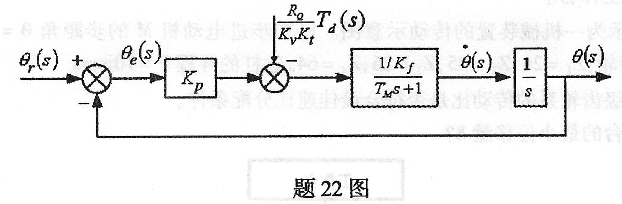 R_a / K_v K_t T_d(s)
θ_r(s) + θ_e(s) K_p − 1/K_f / T_M s+1 θ̇(s) 1/s θ(s)
−
题 22 图